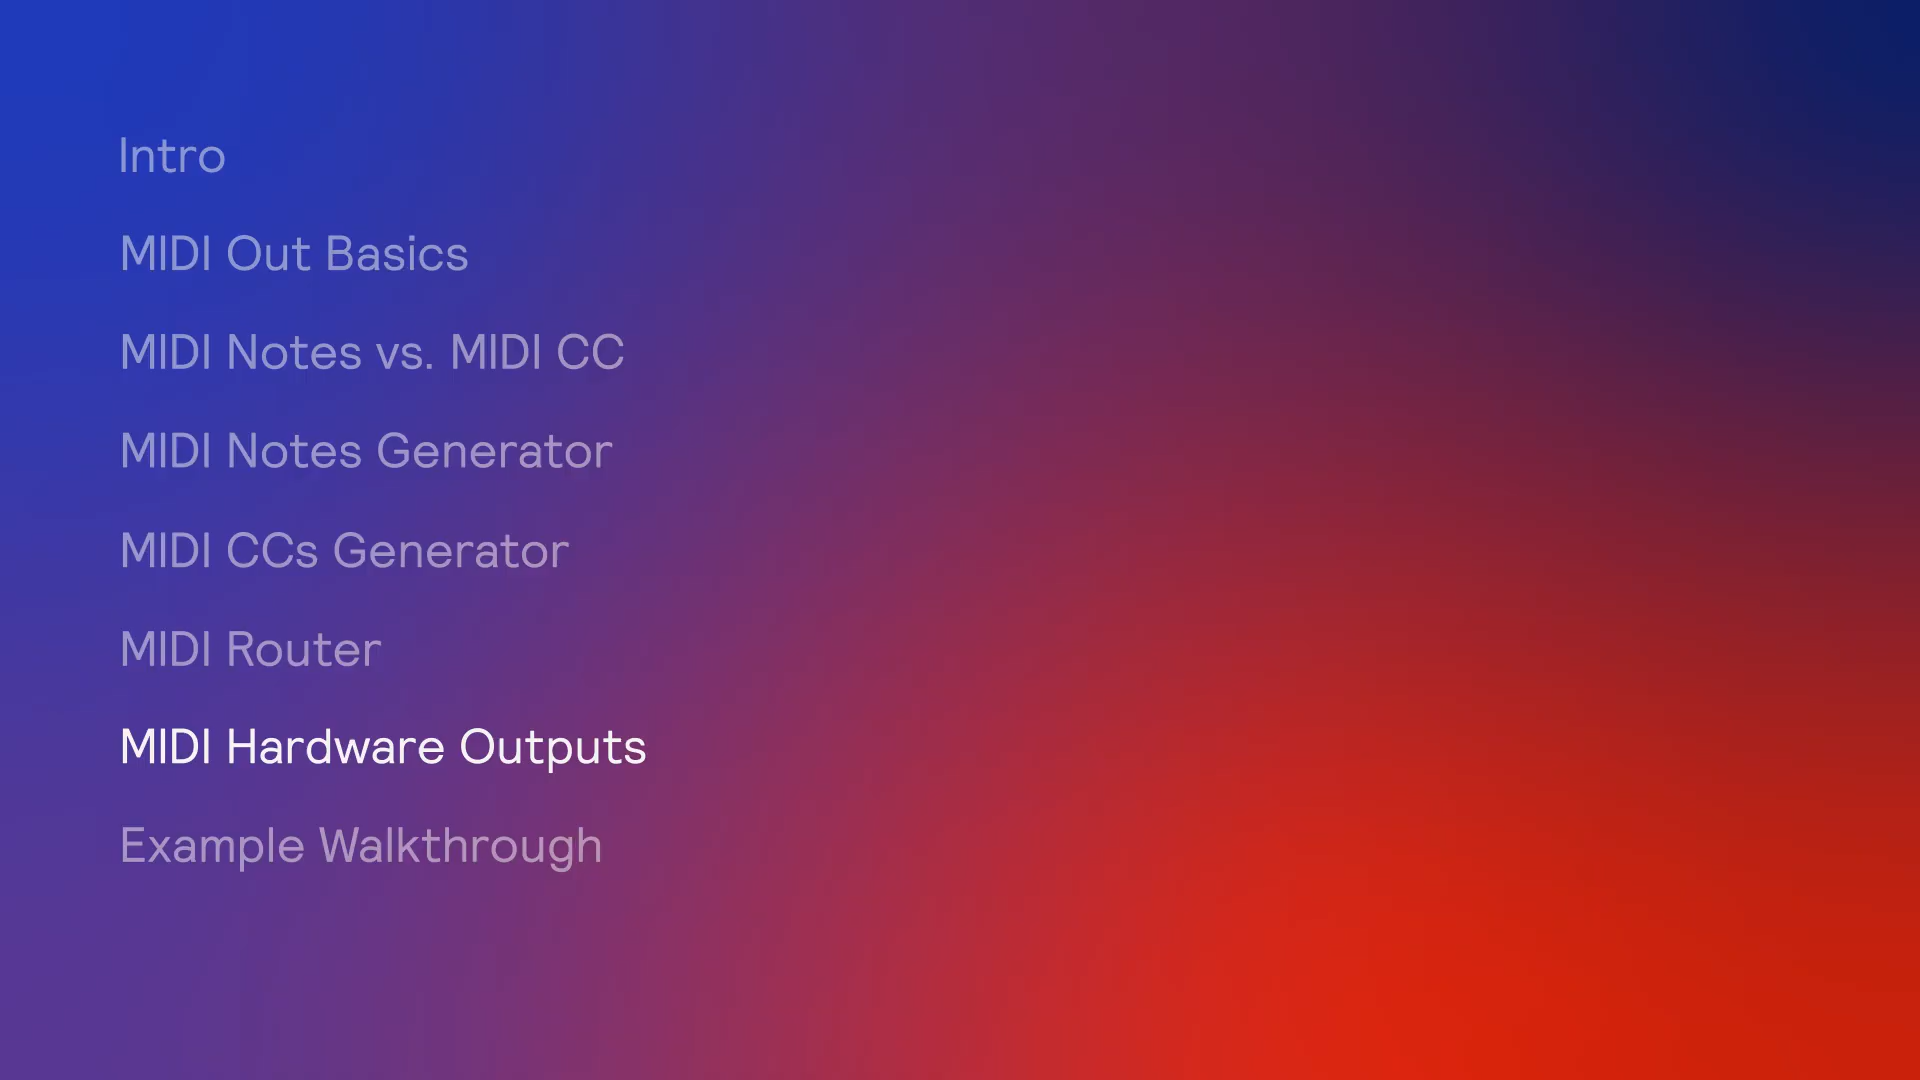 Intro
MIDI Out Basics
MIDI Notes vs. MIDI CC
MIDI Notes Generator
MIDI CCs Generator
MIDI Router
MIDI Hardware Outputs
Example Walkthrough